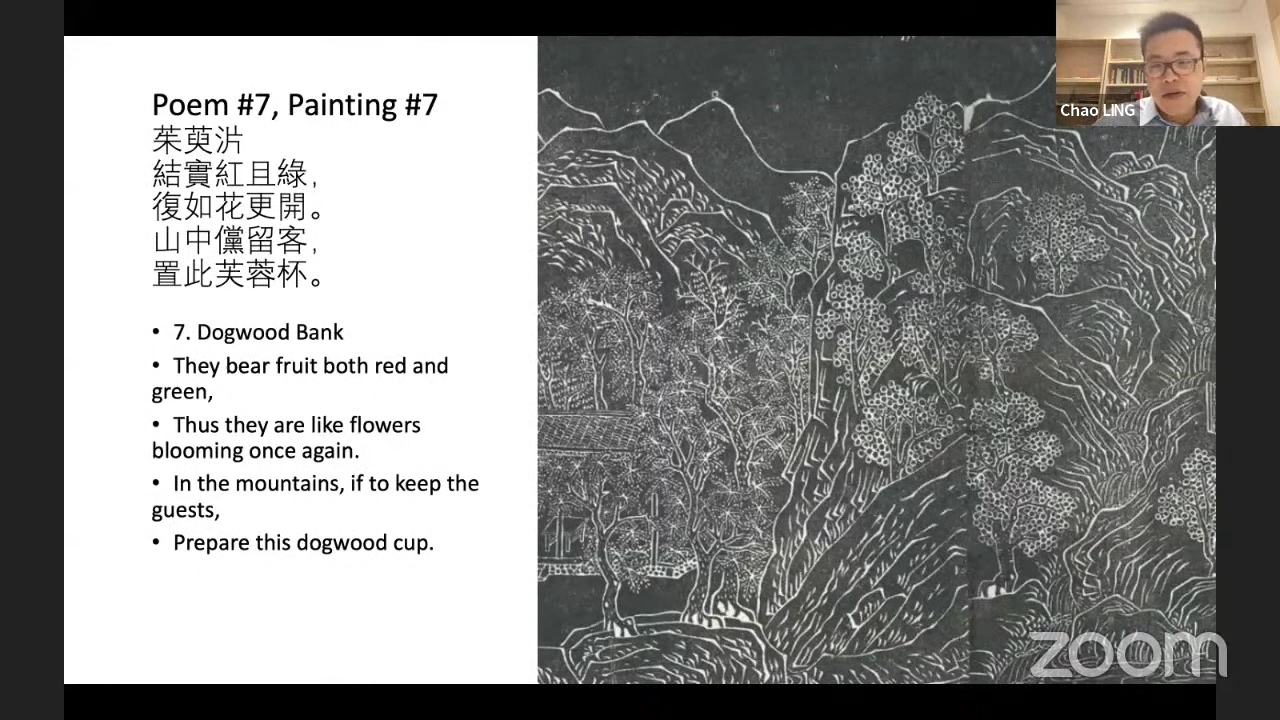 Poem #7, Painting #7
茱萸沜
結實紅且綠，
復如花更開。
山中儻留客，
置此芙蓉杯。
• 7. Dogwood Bank
• They bear fruit both red and
green,
• Thus they are like flowers
blooming once again.
• In the mountains, if to keep the
guests,
• Prepare this dogwood cup.
Chao LING
zoom